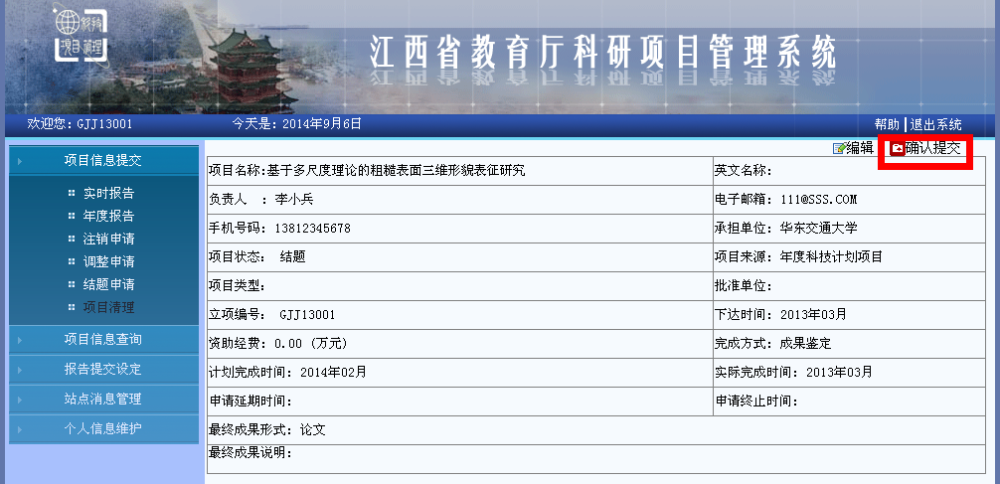 科技
项目管理
江西省教育厅科研项目管理系统
欢迎您: GJJ13001 今天是: 2014年9月6日 帮助 | 退出系统
编辑 确认提交
项目信息提交
实时报告
年度报告
注销申请
调整申请
结题申请
项目清理
项目信息查询
报告提交设定
站点消息管理
个人信息维护
项目名称:基于多尺度理论的粗糙表面三维形貌表征研究 英文名称:
负责人 : 李小兵 电子邮箱: 111@SSS.COM
手机号码: 13812345678 承担单位: 华东交通大学
项目状态: 结题 项目来源: 年度科技计划项目
项目类型: 批准单位:
立项编号: GJJ13001 下达时间: 2013年03月
资助经费: 0.00 (万元) 完成方式: 成果鉴定
计划完成时间: 2014年02月 实际完成时间: 2013年03月
申请延期时间: 申请终止时间:
最终成果形式: 论文
最终成果说明: